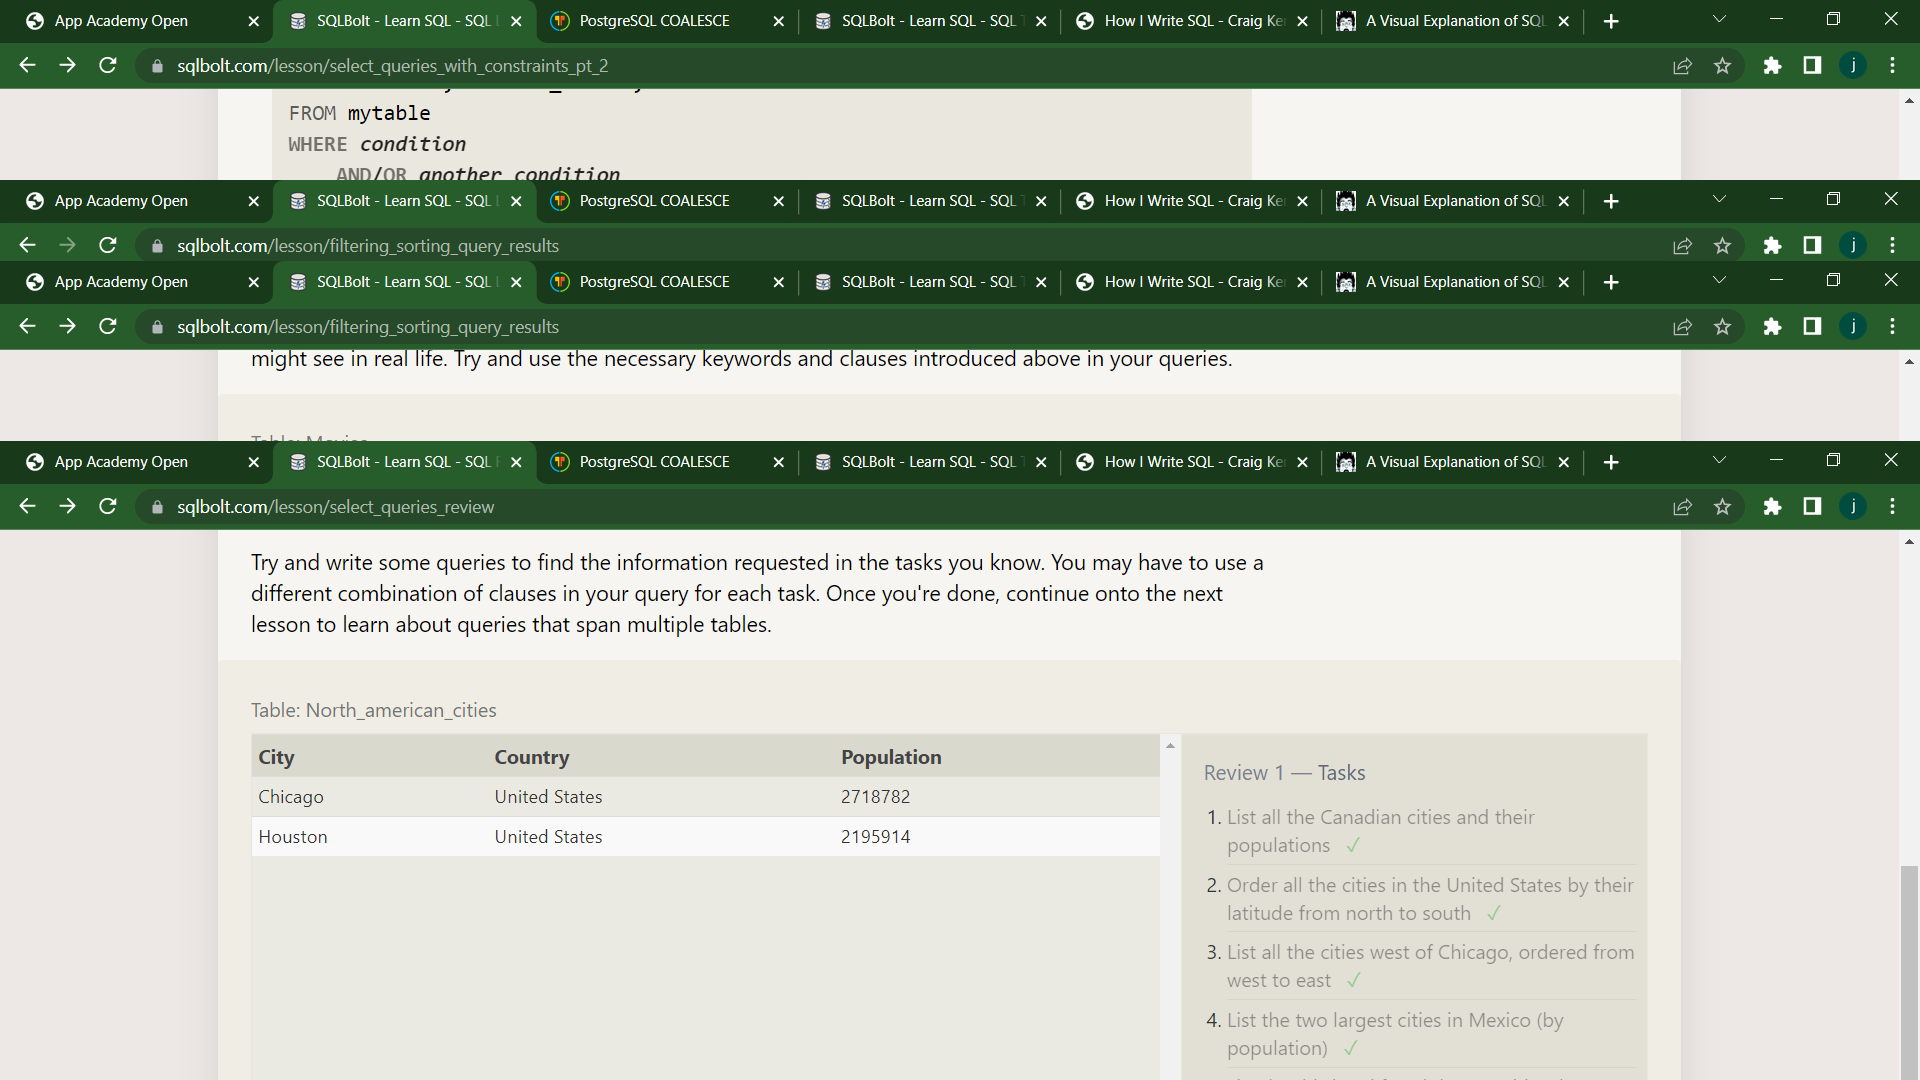 App Academy Open
SQLBolt - Learn SQL - SQL
PostgreSQL COALESCE
SQLBolt - Learn SQL - SQL
How I Write SQL - Craig Ke
A Visual Explanation of SQL
sqlbolt.com/lesson/select_queries_with_constraints_pt_2
j
FROM mytable
WHERE condition
AND/OR another_condition
App Academy Open
SQLBolt - Learn SQL - SQL
PostgreSQL COALESCE
SQLBolt - Learn SQL - SQL
How I Write SQL - Craig Ke
A Visual Explanation of SQL
sqlbolt.com/lesson/filtering_sorting_query_results
j
App Academy Open
SQLBolt - Learn SQL - SQL
PostgreSQL COALESCE
SQLBolt - Learn SQL - SQL
How I Write SQL - Craig Ke
A Visual Explanation of SQL
sqlbolt.com/lesson/filtering_sorting_query_results
j
might see in real life. Try and use the necessary keywords and clauses introduced above in your queries.
Table: Movies
App Academy Open
SQLBolt - Learn SQL - SQL
PostgreSQL COALESCE
SQLBolt - Learn SQL - SQL
How I Write SQL - Craig Ke
A Visual Explanation of SQL
sqlbolt.com/lesson/select_queries_review
j
Try and write some queries to find the information requested in the tasks you know. You may have to use a
different combination of clauses in your query for each task. Once you're done, continue onto the next
lesson to learn about queries that span multiple tables.
Table: North_american_cities
City Country Population
Chicago United States 2718782
Houston United States 2195914
Review 1 — Tasks
1. List all the Canadian cities and their
populations ✓
2. Order all the cities in the United States by their
latitude from north to south ✓
3. List all the cities west of Chicago, ordered from
west to east ✓
4. List the two largest cities in Mexico (by
population) ✓